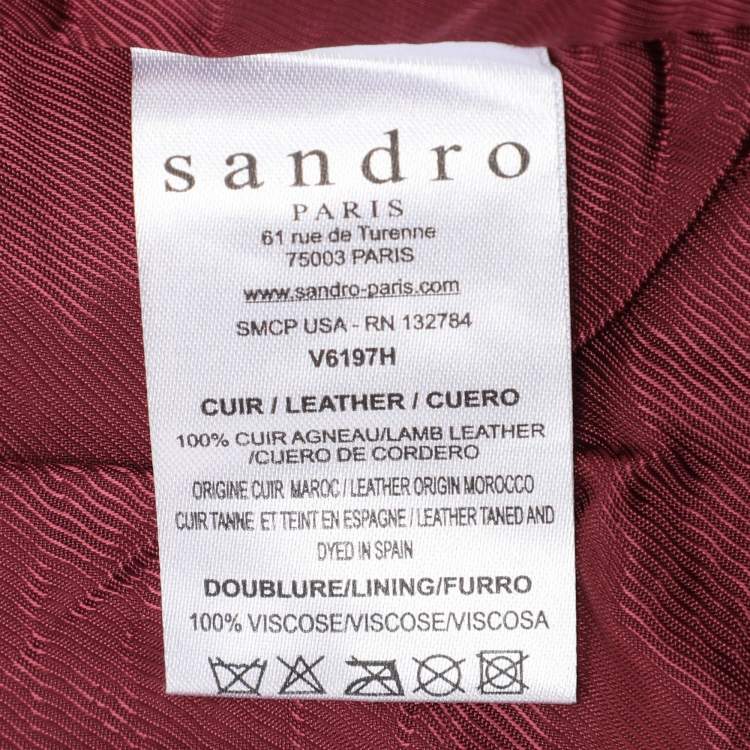 sandro
PARIS
61 rue de Turenne
75003 PARIS
www.sandro-paris.com
SMCP USA - RN 132784
V6197H
CUIR / LEATHER / CUERO
100% CUIR AGNEAU/LAMB LEATHER
/CUERO DE CORDERO
ORIGINE CUIR MAROC / LEATHER ORIGIN MOROCCO
CUIR TANNE ET TEINT EN ESPAGNE / LEATHER TANED AND
DYED IN SPAIN
DOUBLURE/LINING/FURRO
100% VISCOSE/VISCOSE/VISCOSA